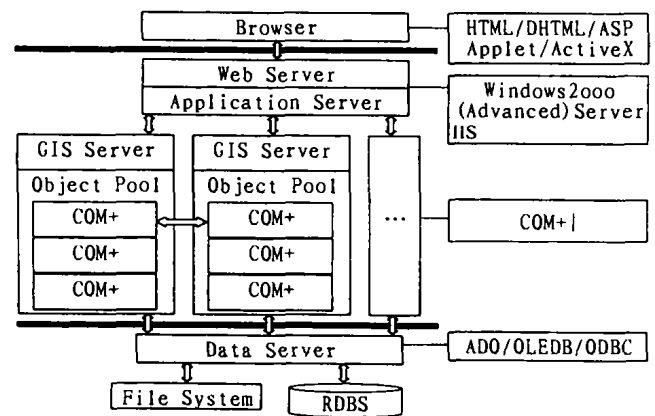 Browser
HTML/DHTML/ASP
Applet/ActiveX
Web Server
Application Server
Windows2ooo
(Advanced)Server
IIS
GIS Server
GIS Server
Object Pool
Object Pool
COM+
COM+
...
COM+|
COM+
COM+
COM+
COM+
Data Server
ADO/OLEDB/ODBC
File System
RDBS